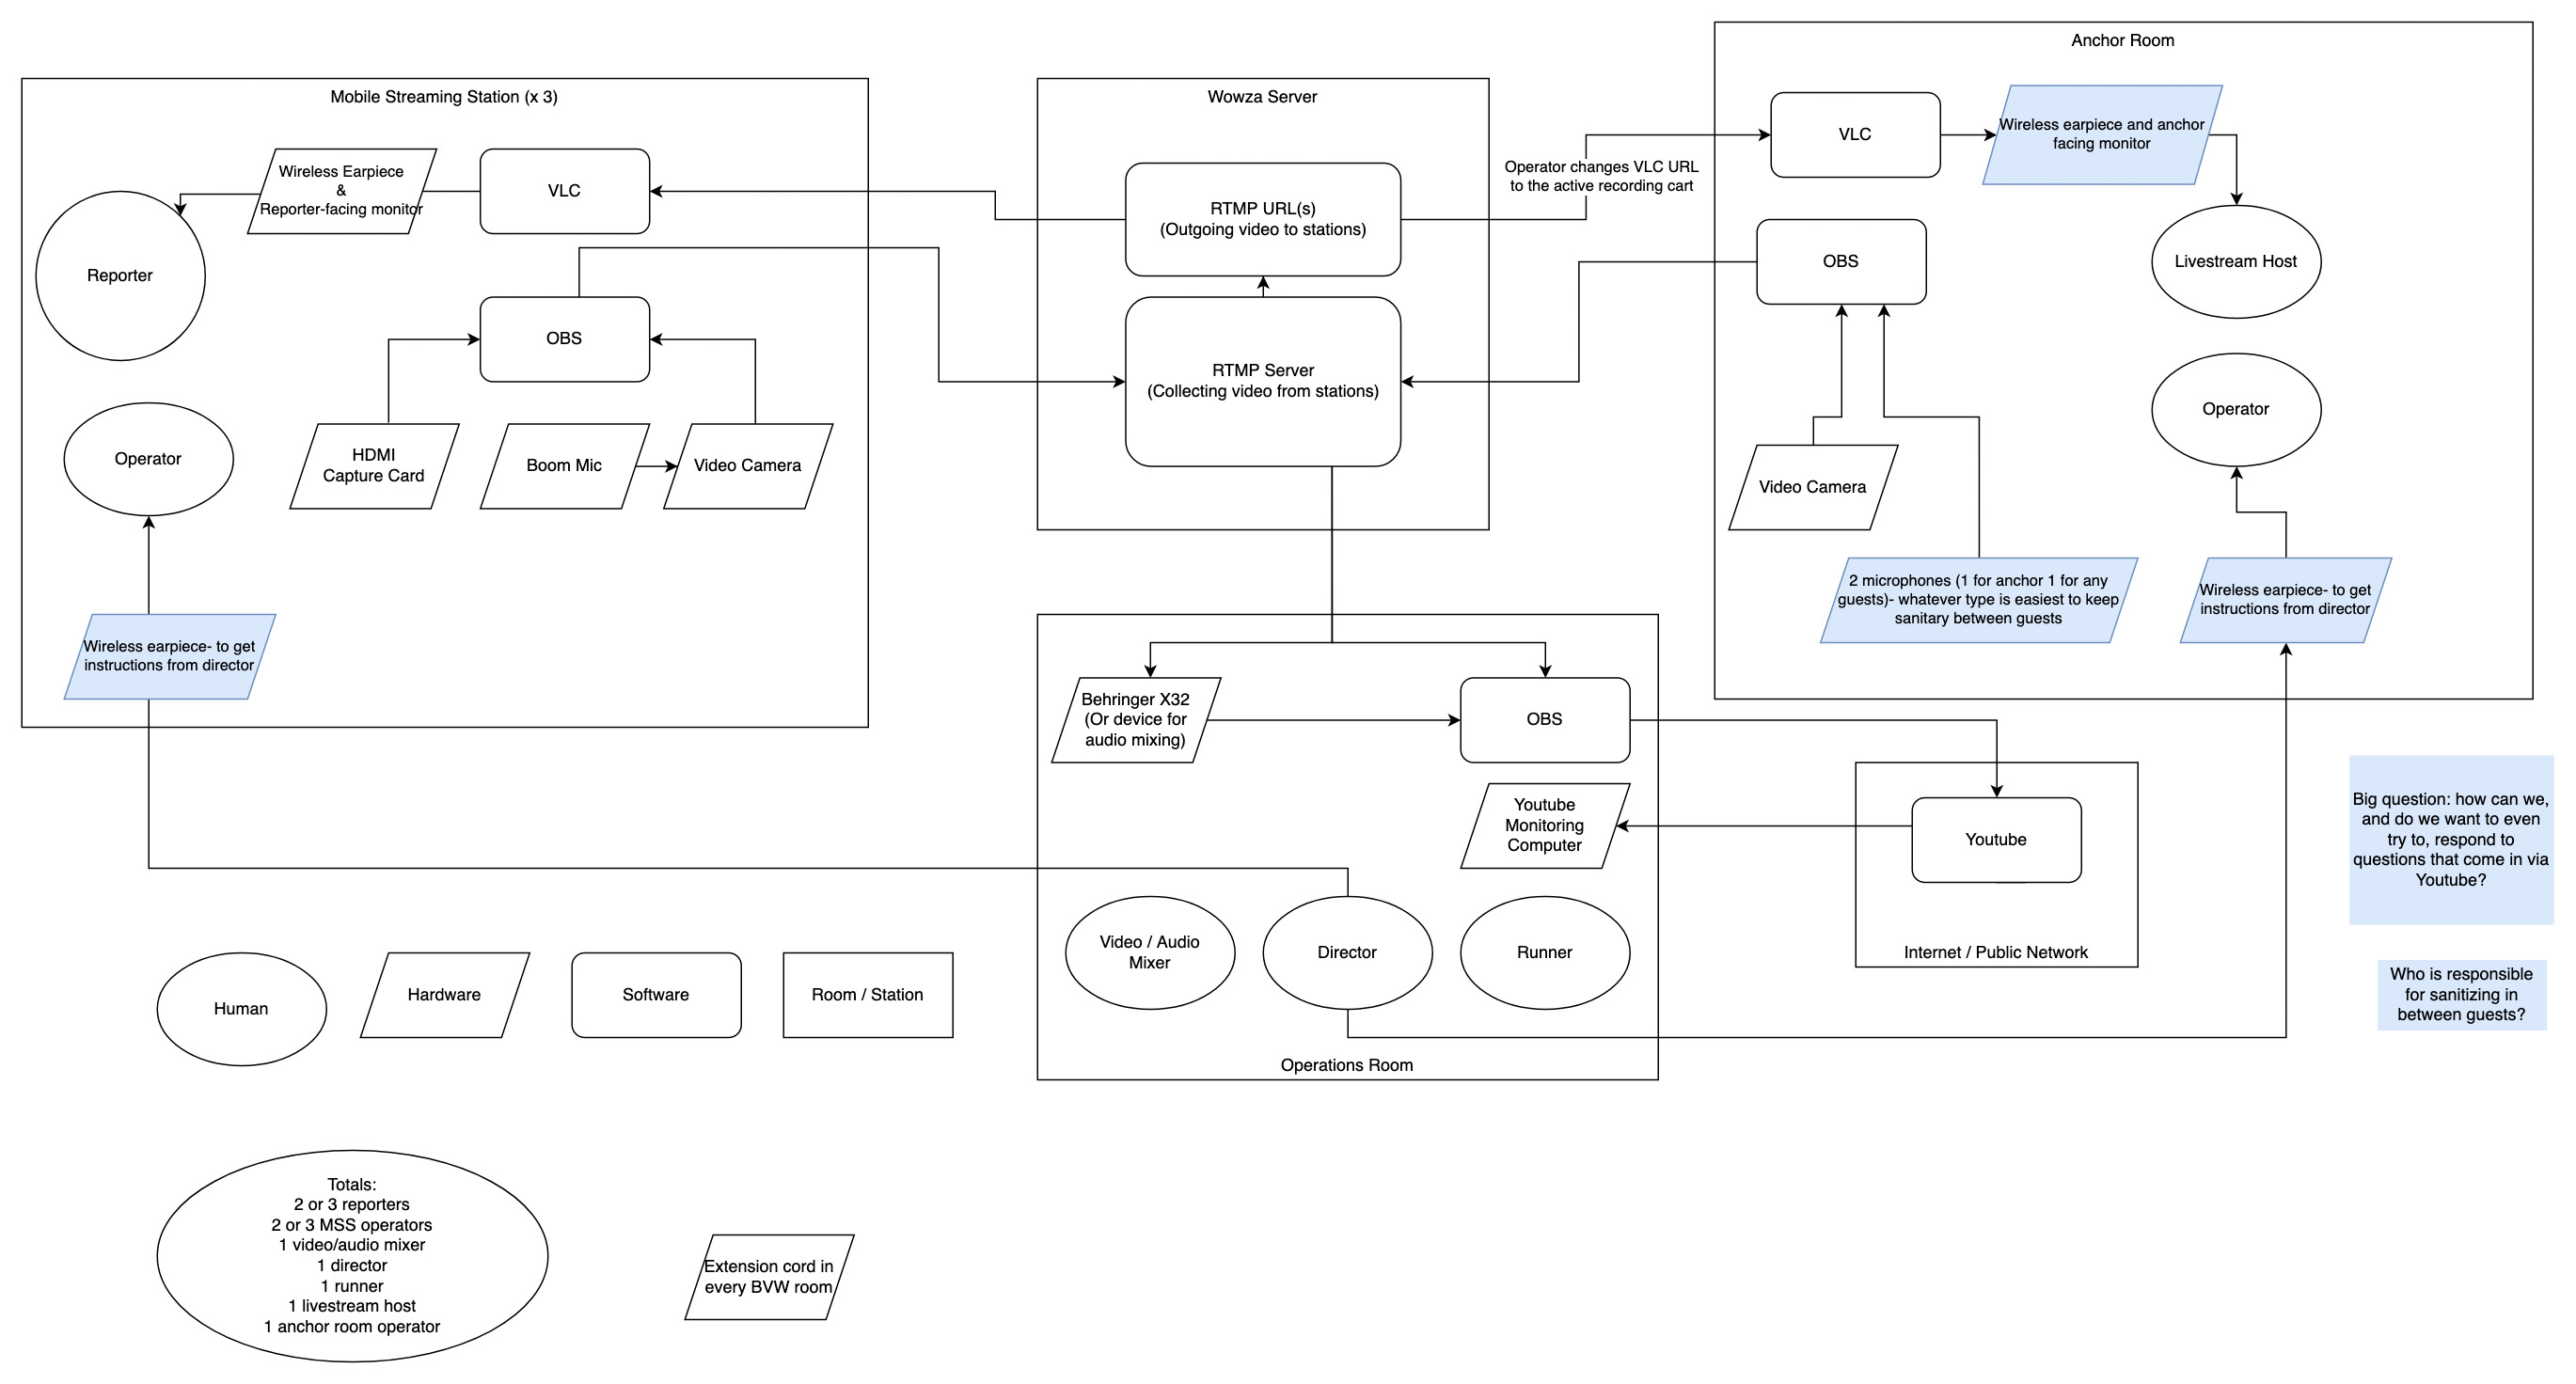 Mobile Streaming Station (x 3)
Wireless Earpiece
&
Reporter-facing monitor
VLC
Reporter
OBS
Operator
HDMI
Capture Card
Boom Mic
Video Camera
Wireless earpiece- to get
instructions from director
Wowza Server
RTMP URL(s)
(Outgoing video to stations)
RTMP Server
(Collecting video from stations)
Operator changes VLC URL
to the active recording cart
Anchor Room
VLC
Wireless earpiece and anchor
facing monitor
OBS
Livestream Host
Operator
Video Camera
2 microphones (1 for anchor 1 for any
guests)- whatever type is easiest to keep
sanitary between guests
Wireless earpiece- to get
instructions from director
Behringer X32
(Or device for
audio mixing)
OBS
Youtube
Monitoring
Computer
Video / Audio
Mixer
Director
Runner
Operations Room
Youtube
Internet / Public Network
Big question: how can we,
and do we want to even
try to, respond to
questions that come in via
Youtube?
Who is responsible
for sanitizing in
between guests?
Human
Hardware
Software
Room / Station
Totals:
2 or 3 reporters
2 or 3 MSS operators
1 video/audio mixer
1 director
1 runner
1 livestream host
1 anchor room operator
Extension cord in
every BVW room